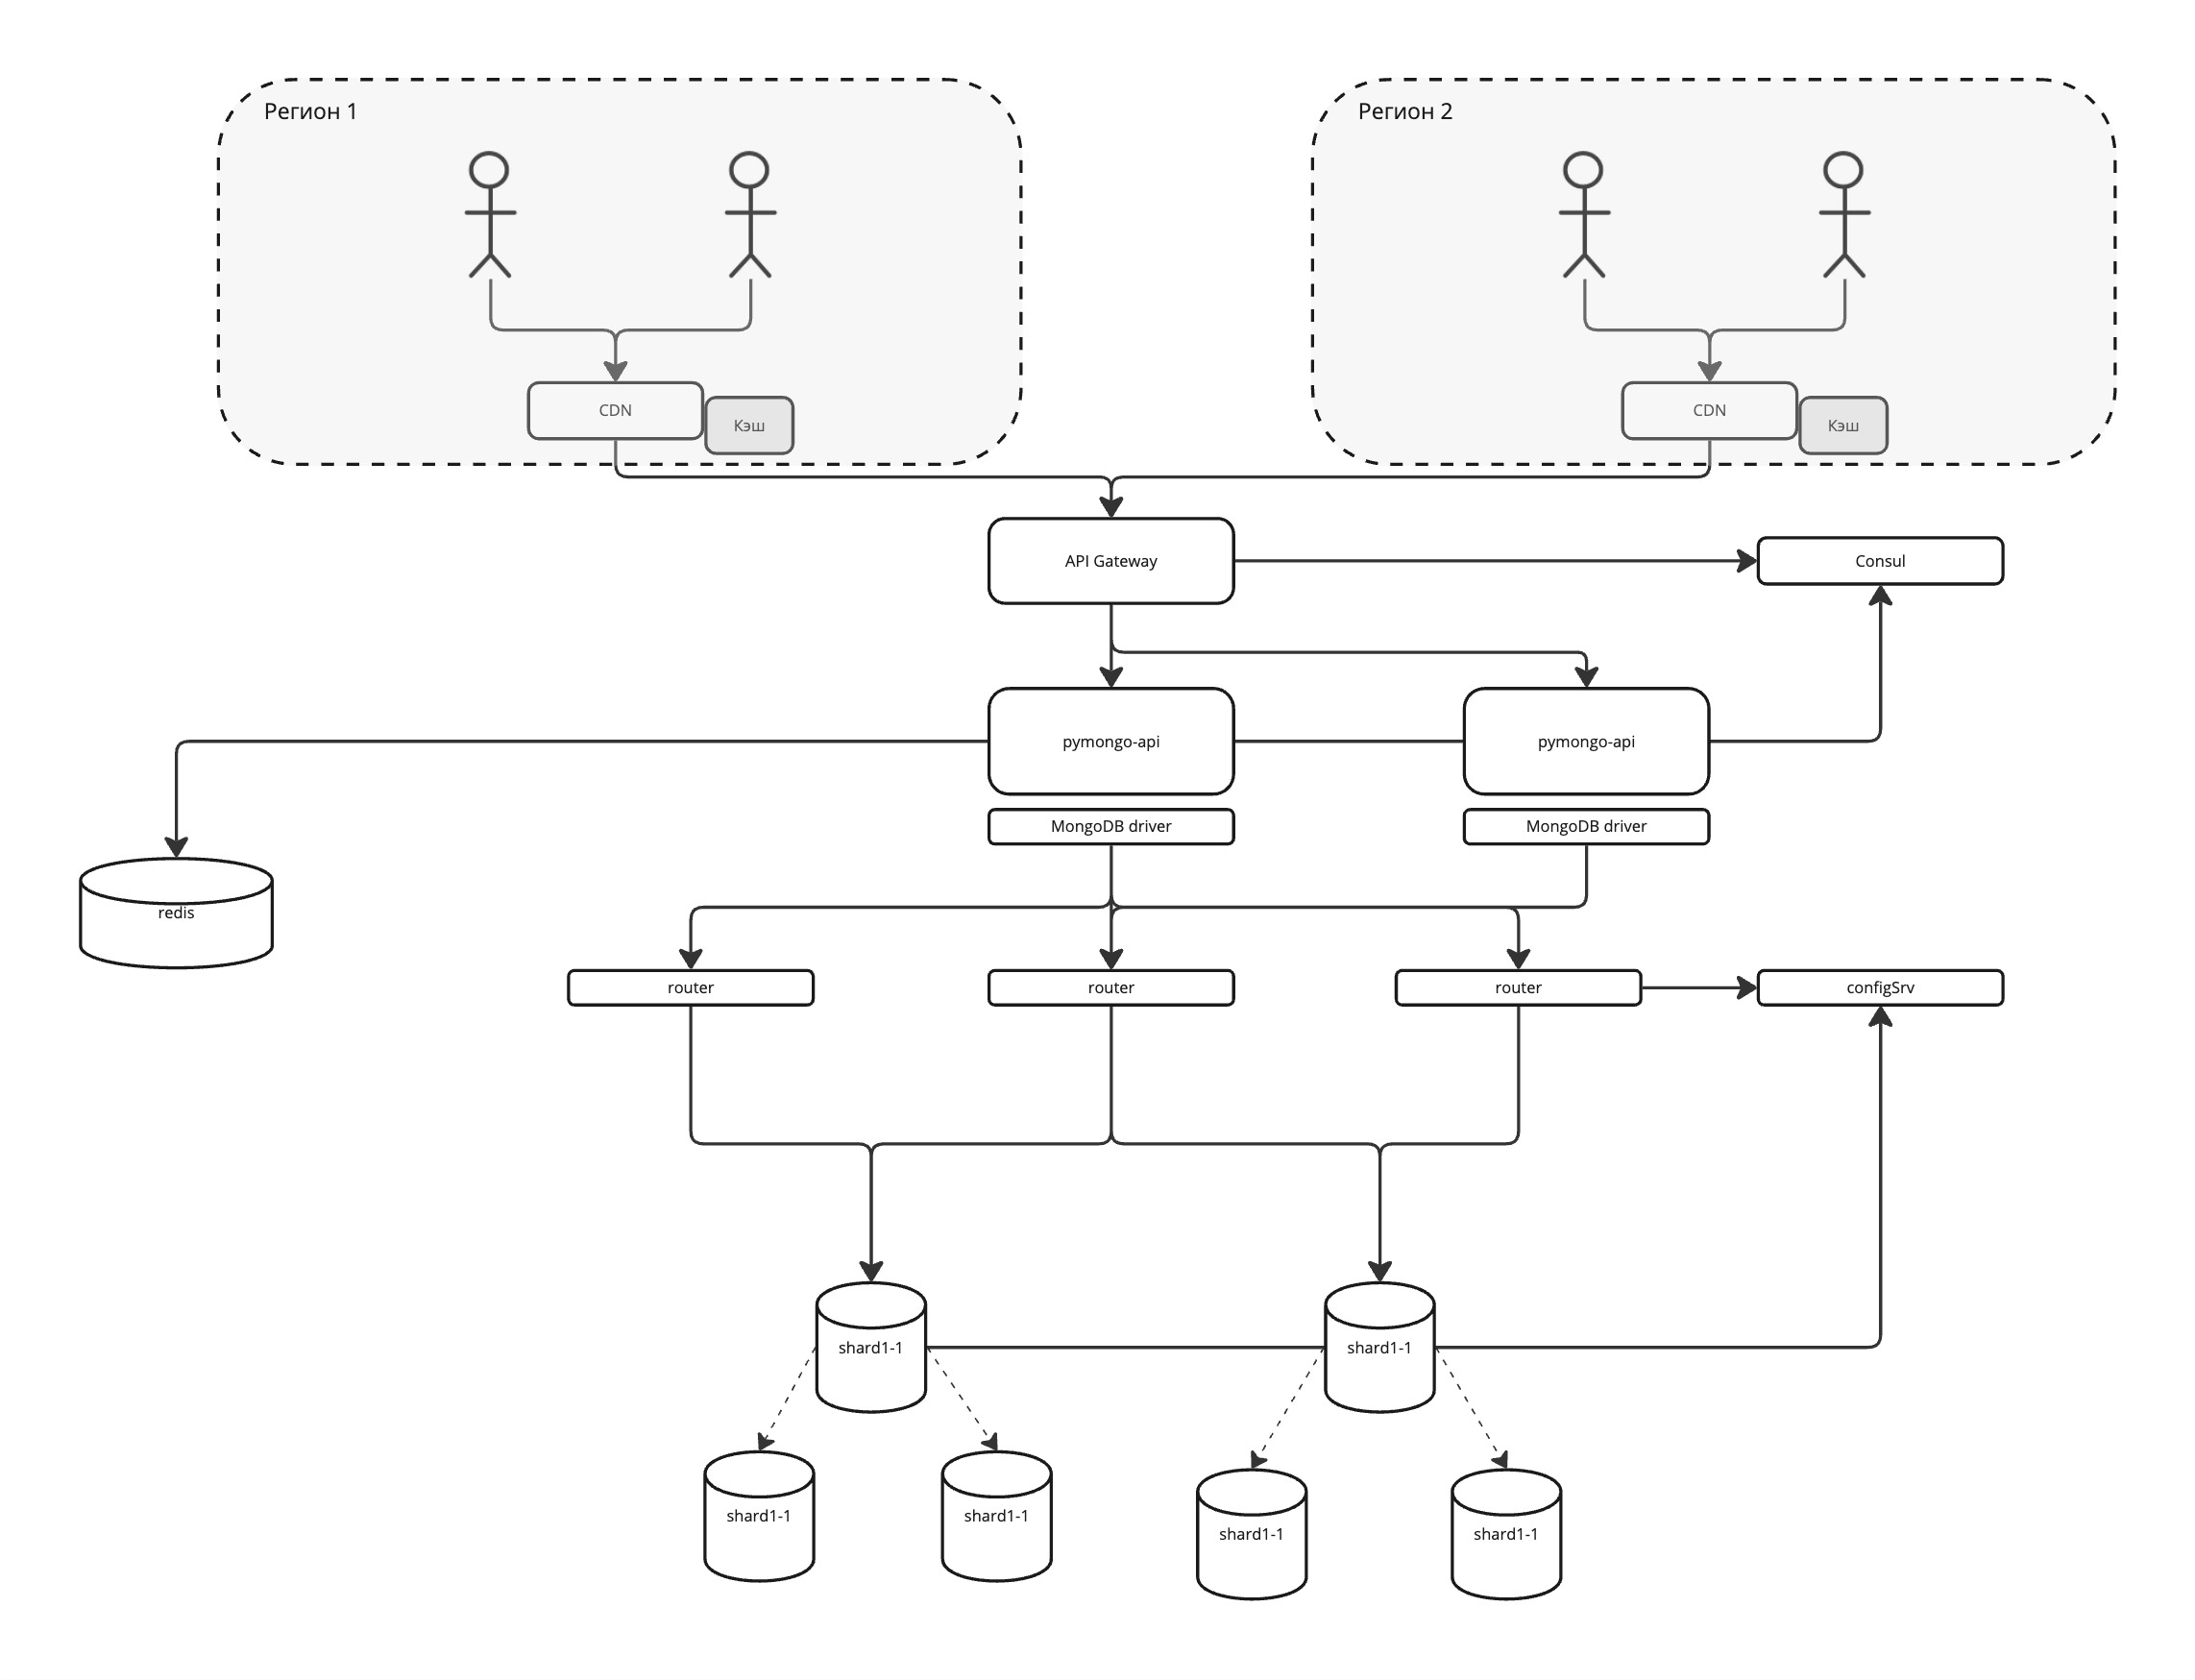 Регион 1
Регион 2
CDN
Кэш
CDN
Кэш
API Gateway
Consul
pymongo-api
pymongo-api
MongoDB driver
MongoDB driver
redis
router
router
router
configSrv
shard1-1
shard1-1
shard1-1
shard1-1
shard1-1
shard1-1